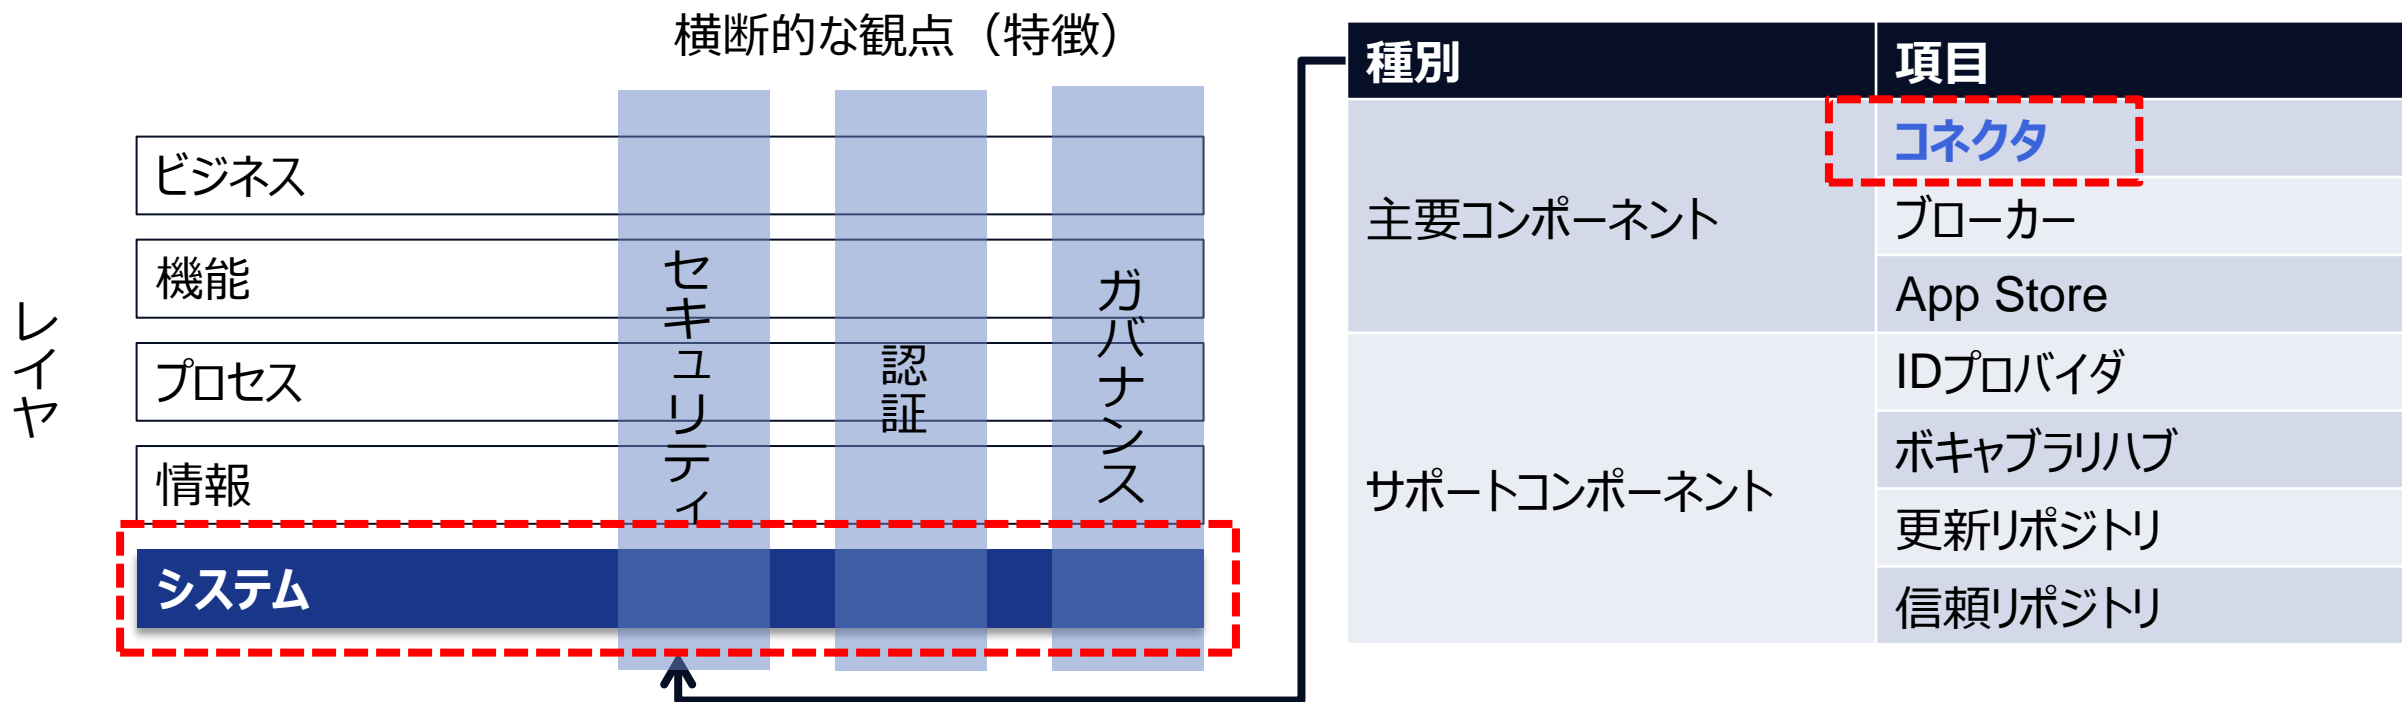 横断的な観点（特徴）
レイヤ
ビジネス
機能
プロセス
情報
システム
セキュリティ
認証
ガバナンス
種別
項目
主要コンポーネント
コネクタ
ブローカー
App Store
サポートコンポーネント
IDプロバイダ
ボキャブラリハブ
更新リポジトリ
信頼リポジトリ